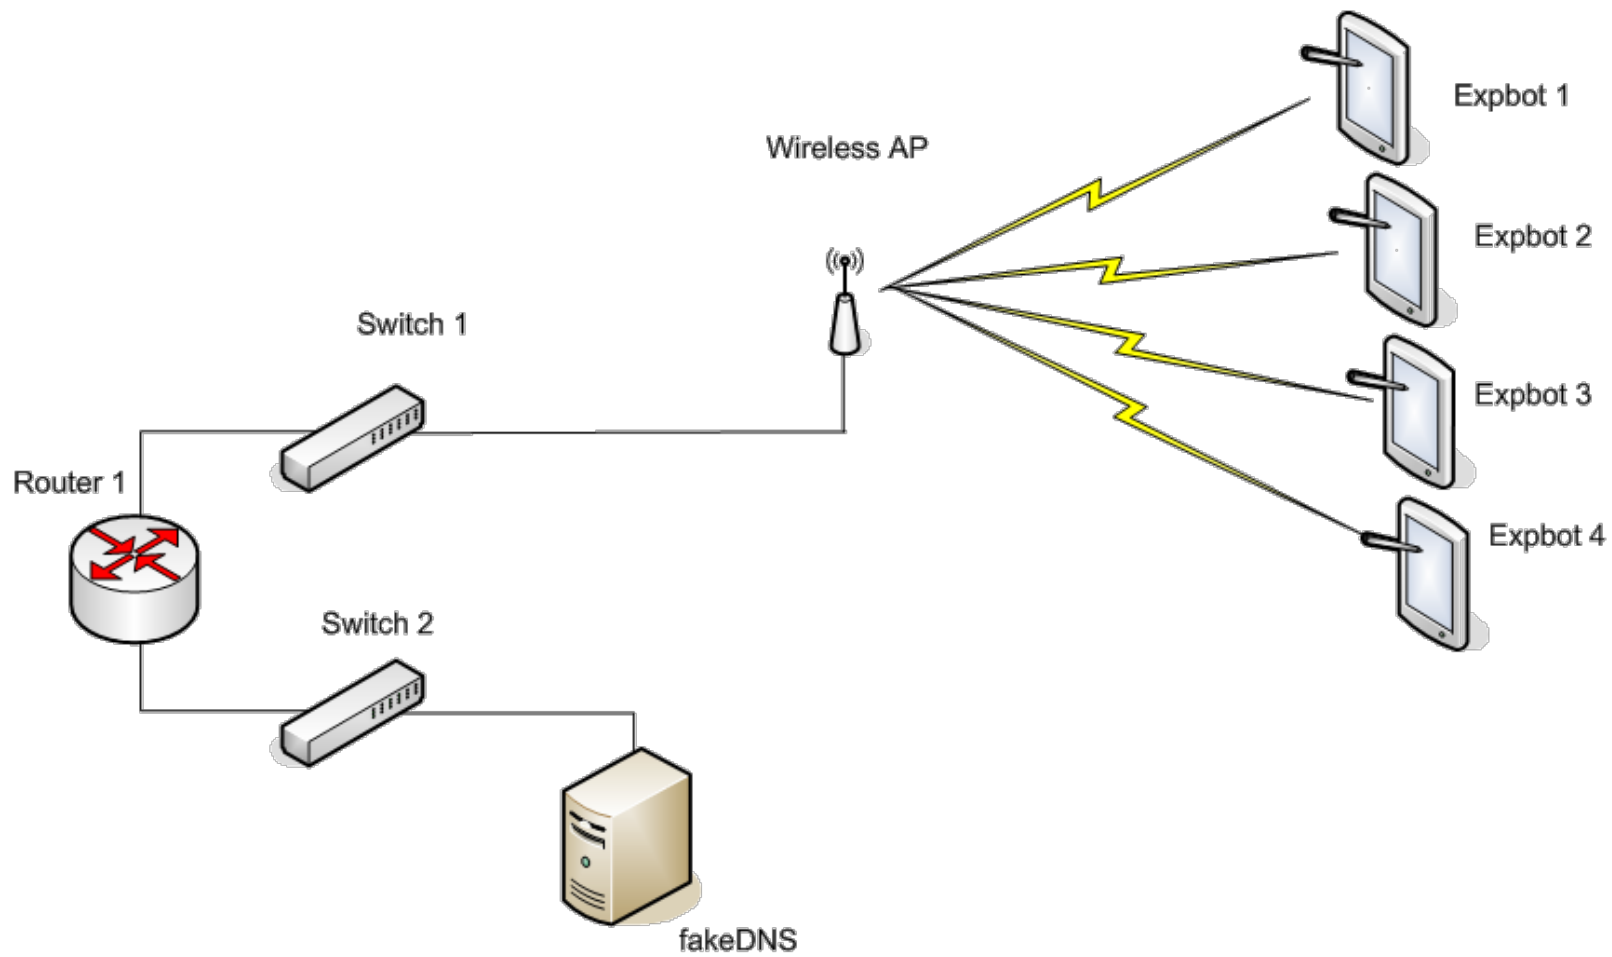 Expbot 1
Wireless AP
Expbot 2
Switch 1
Expbot 3
Router 1
Expbot 4
Switch 2
fakeDNS